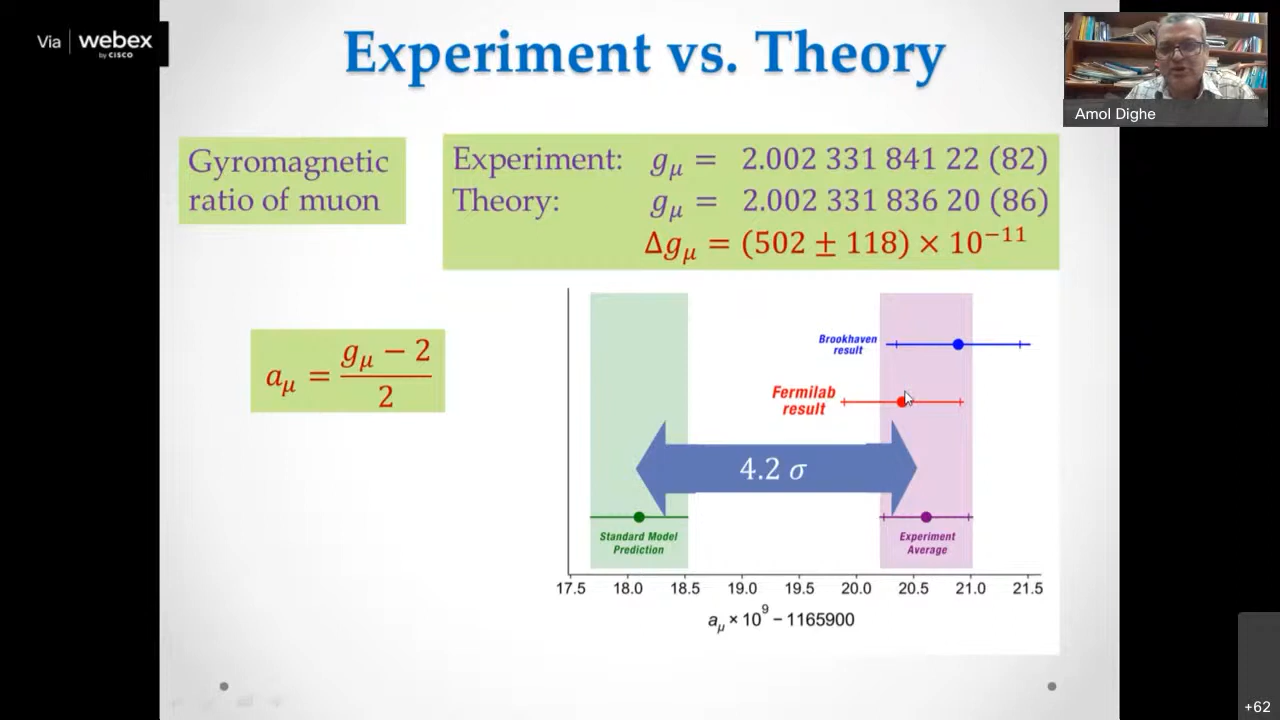 Via | webex
by CISCO
Experiment vs. Theory
Amol Dighe
Gyromagnetic
ratio of muon
Experiment: gμ = 2.002 331 841 22 (82)
Theory: gμ = 2.002 331 836 20 (86)
Δgμ = (502 ± 118) × 10⁻¹¹
aμ = (gμ − 2)/2
Brookhaven
result
Fermilab
result
4.2 σ
Standard Model
Prediction
Experiment
Average
17.5 18.0 18.5 19.0 19.5 20.0 20.5 21.0 21.5
aμ × 10⁹ − 1165900
+62